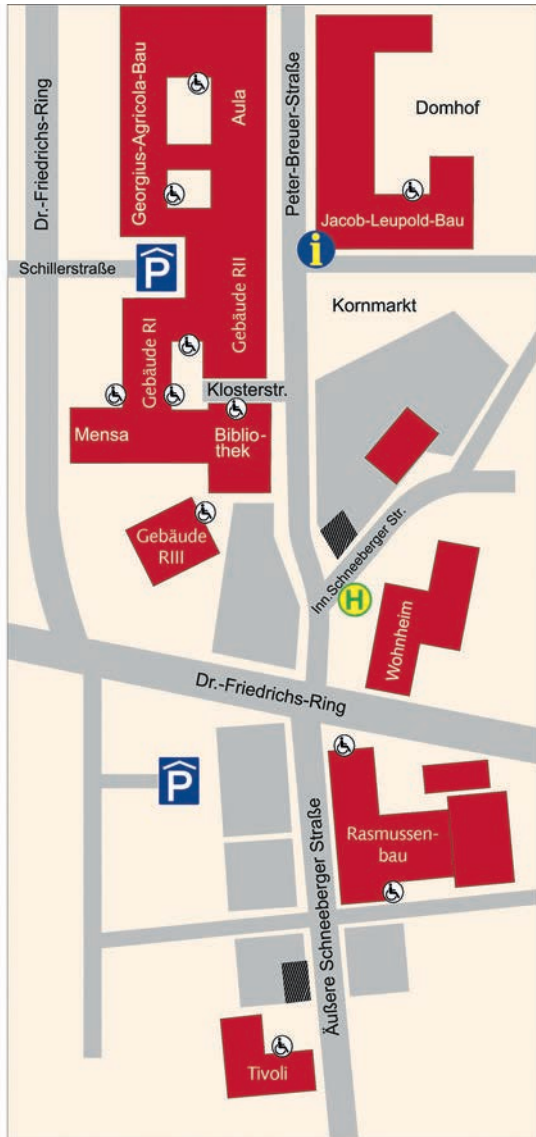 Dr.-Friedrichs-Ring
Georgius-Agricola-Bau
Aula
Peter-Breuer-Straße
Domhof
Jacob-Leupold-Bau
i
Schillerstraße
P
Gebäude RII
Kornmarkt
Gebäude RI
Klosterstr.
Mensa
Biblio-
thek
Gebäude
RIII
Inn.Schneeberger Str.
H
Wohnheim
Dr.-Friedrichs-Ring
P
Rasmussen-
bau
Äußere Schneeberger Straße
Tivoli